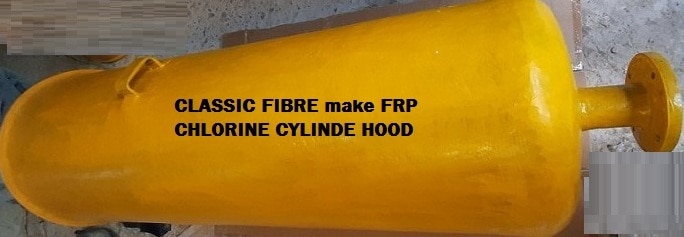 CLASSIC FIBRE make FRP
CHLORINE CYLINDE HOOD